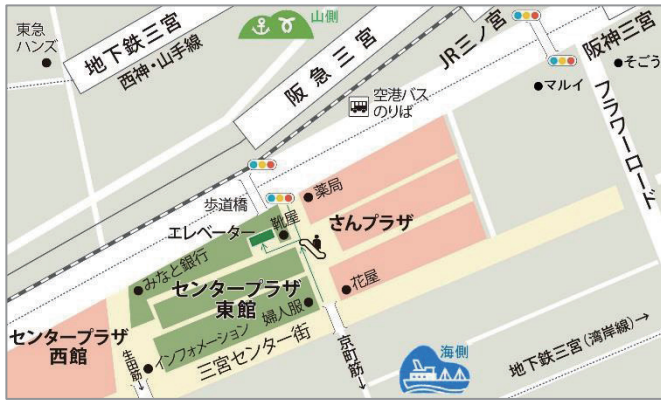 東急
ハンズ
地下鉄三宮
西神・山手線
山側
阪急三宮
JR三ノ宮
阪神三宮
そごう
マルイ
空港バス
のりば
フラワーロード
歩道橋
薬局
エレベーター
靴屋
さんプラザ
みなと銀行
センタープラザ
東館
花屋
婦人服
インフォメーション
三宮センター街
センタープラザ
西館
生田筋→
京町筋→
海側
地下鉄三宮(湾岸線)→